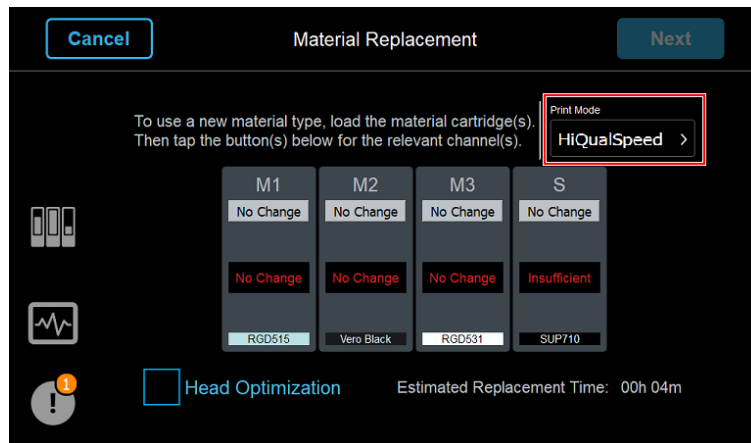 Cancel
Material Replacement
Next
To use a new material type, load the material cartridge(s).
Then tap the button(s) below for the relevant channel(s).
Print Mode
HiQualSpeed >
M1 M2 M3 S
No Change No Change No Change No Change
No Change No Change No Change Insufficient
RGD515 Vero Black RGD531 SUP710
1
!
Head Optimization
Estimated Replacement Time: 00h 04m